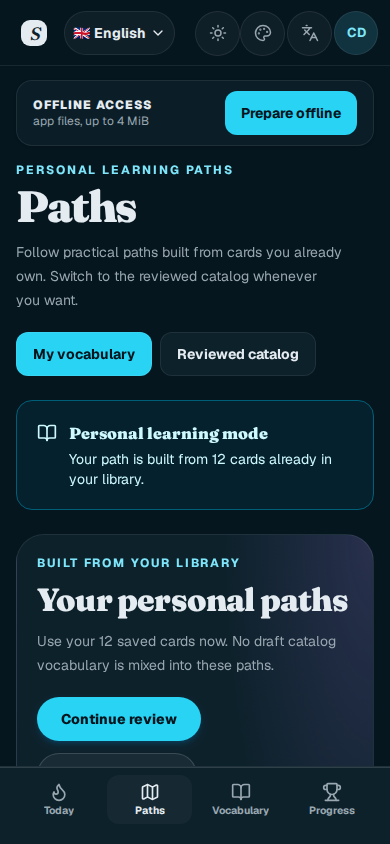 S
🇬🇧 English
CD
OFFLINE ACCESS
app files, up to 4 MiB
Prepare offline
PERSONAL LEARNING PATHS
Paths
Follow practical paths built from cards you already
own. Switch to the reviewed catalog whenever
you want.
My vocabulary
Reviewed catalog
Personal learning mode
Your path is built from 12 cards already in
your library.
BUILT FROM YOUR LIBRARY
Your personal paths
Use your 12 saved cards now. No draft catalog
vocabulary is mixed into these paths.
Continue review
Today
Paths
Vocabulary
Progress